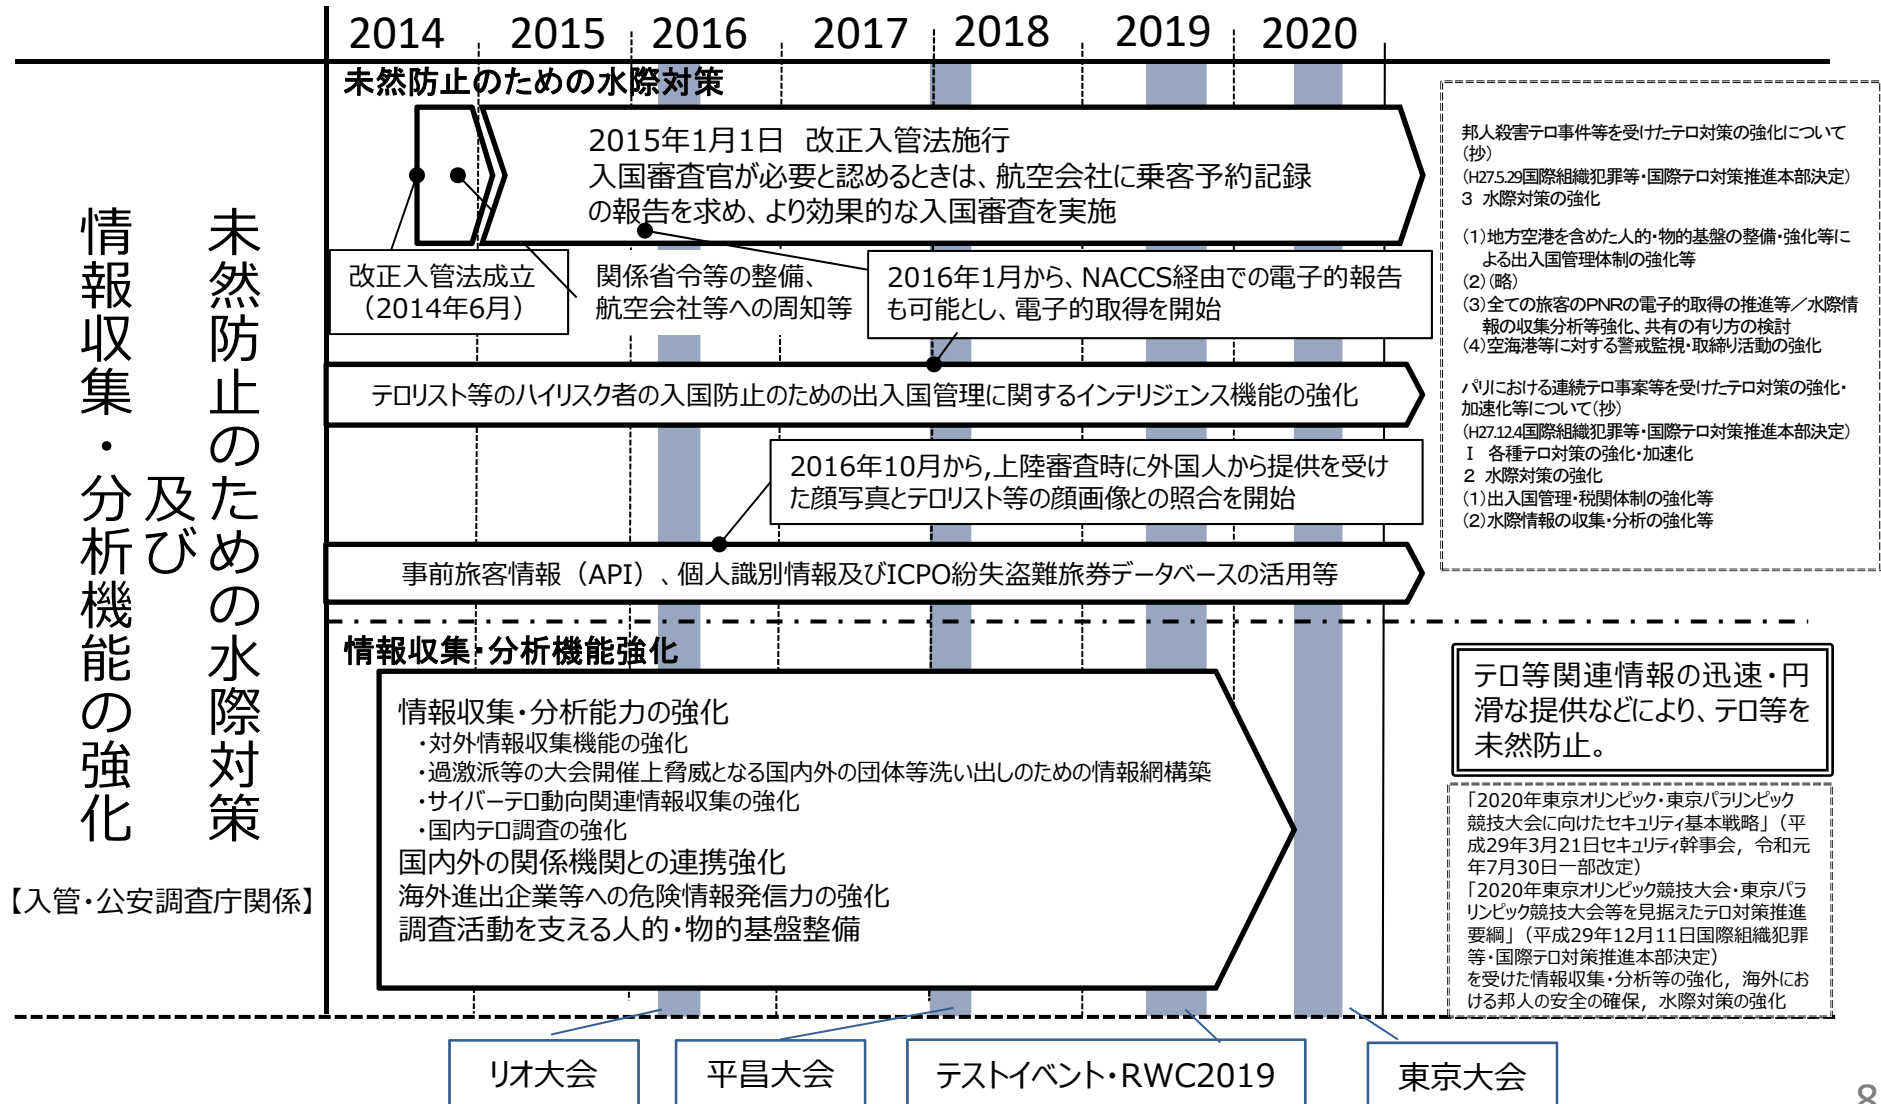 2014 2015 2016 2017 2018 2019 2020
未然防止のための水際対策
及び
情報収集・分析機能の強化
【入管・公安調査庁関係】
未然防止のための水際対策
2015年1月1日 改正入管法施行
入国審査官が必要と認めるときは、航空会社に乗客予約記録
の報告を求め、より効果的な入国審査を実施
改正入管法成立
（2014年6月）
関係省令等の整備、
航空会社等への周知等
2016年1月から、NACCS経由での電子的報告
も可能とし、電子的取得を開始
テロリスト等のハイリスク者の入国防止のための出入国管理に関するインテリジェンス機能の強化
2016年10月から,上陸審査時に外国人から提供を受け
た顔写真とテロリスト等の顔画像との照合を開始
事前旅客情報（API）、個人識別情報及びICPO紛失盗難旅券データベースの活用等
邦人殺害テロ事件等を受けたテロ対策の強化について
(抄)
(H27.5.29国際組織犯罪等・国際テロ対策推進本部決定)
3 水際対策の強化
(1)地方空港を含めた人的・物的基盤の整備・強化等に
よる出入国管理体制の強化等
(2)(略)
(3)全ての旅客のPNRの電子的取得の推進等／水際情
報の収集分析等強化、共有の有り方の検討
(4)空海港等に対する警戒監視・取締り活動の強化
パリにおける連続テロ事案等を受けたテロ対策の強化・
加速化等について(抄)
(H27.12.4国際組織犯罪等・国際テロ対策推進本部決定)
Ⅰ 各種テロ対策の強化・加速化
2 水際対策の強化
(1)出入国管理・税関体制の強化等
(2)水際情報の収集・分析の強化等
情報収集・分析機能強化
情報収集・分析能力の強化
・対外情報収集機能の強化
・過激派等の大会開催上脅威となる国内外の団体等洗い出しのための情報網構築
・サイバーテロ動向関連情報収集の強化
・国内テロ調査の強化
国内外の関係機関との連携強化
海外進出企業等への危険情報発信力の強化
調査活動を支える人的・物的基盤整備
テロ等関連情報の迅速・円
滑な提供などにより、テロ等を
未然防止。
「2020年東京オリンピック・東京パラリンピック
競技大会に向けたセキュリティ基本戦略」（平
成29年3月21日セキュリティ幹事会，令和元
年7月30日一部改定）
「2020年東京オリンピック競技大会・東京パラ
リンピック競技大会等を見据えたテロ対策推進
要綱」（平成29年12月11日国際組織犯罪
等・国際テロ対策推進本部決定）
を受けた情報収集・分析等の強化，海外にお
ける邦人の安全の確保，水際対策の強化
リオ大会
平昌大会
テストイベント・RWC2019
東京大会
8